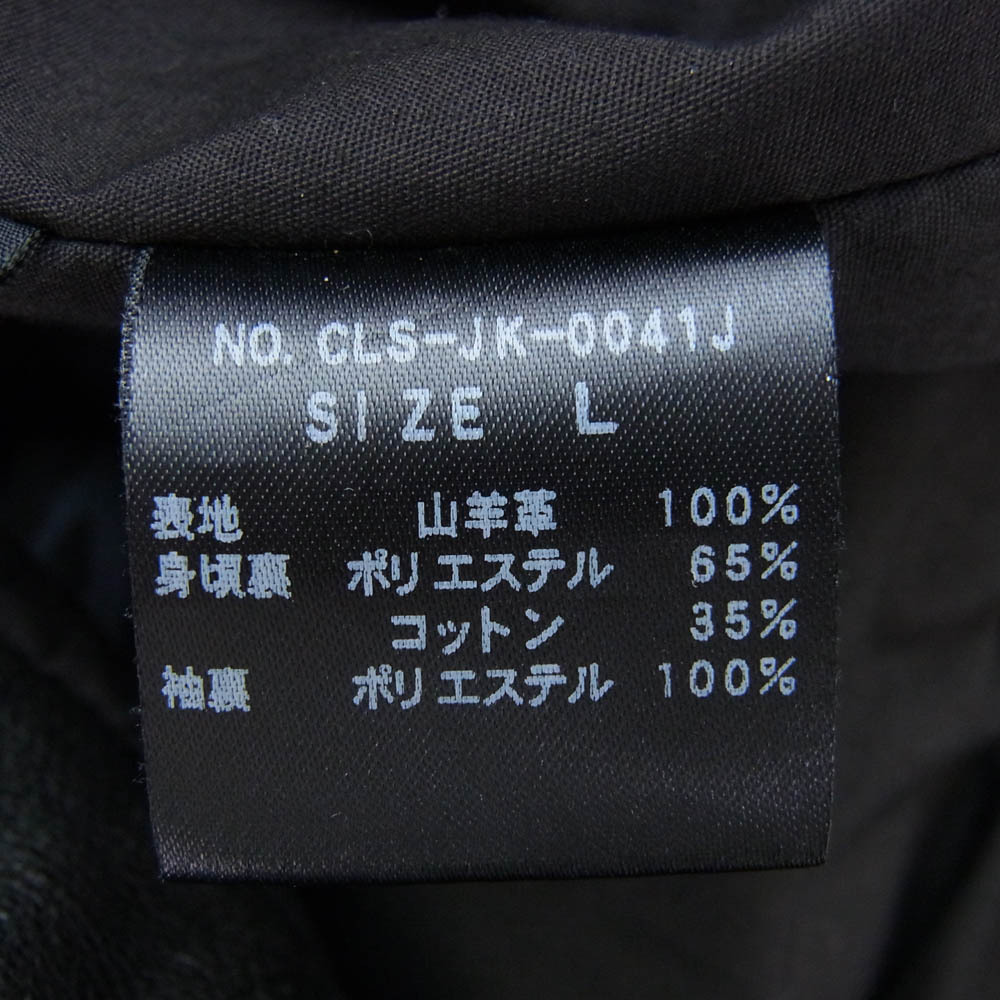 NO. CLS-JK-0041J
SIZE L
表地 山羊革 100%
身頃裏 ポリエステル 65%
コットン 35%
袖裏 ポリエステル 100%